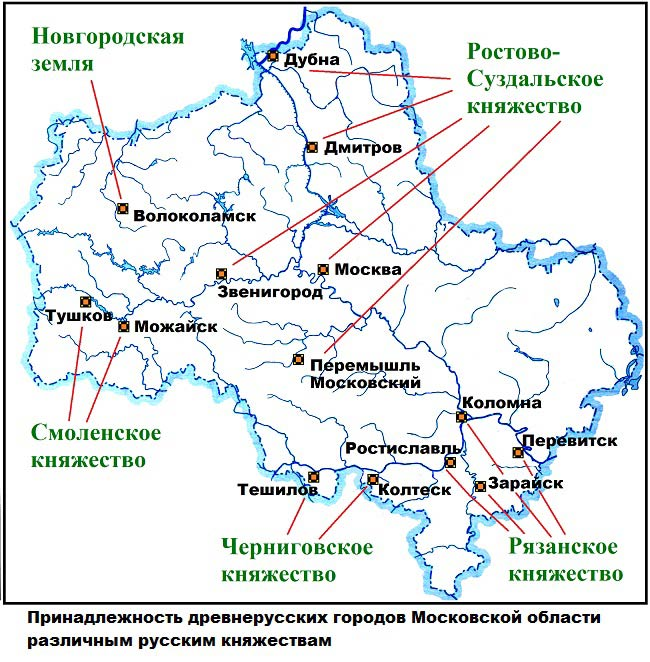 Новгородская
земля
Ростово-
Суздальское
княжество
Дубна
Дмитров
Волоколамск
Москва
Звенигород
Тушков
Можайск
Перемышль
Московский
Коломна
Смоленское
княжество
Ростиславль
Перевитск
Тешилов
Колтеск
Зарайск
Черниговское
княжество
Рязанское
княжество
Принадлежность древнерусских городов Московской области
различным русским княжествам